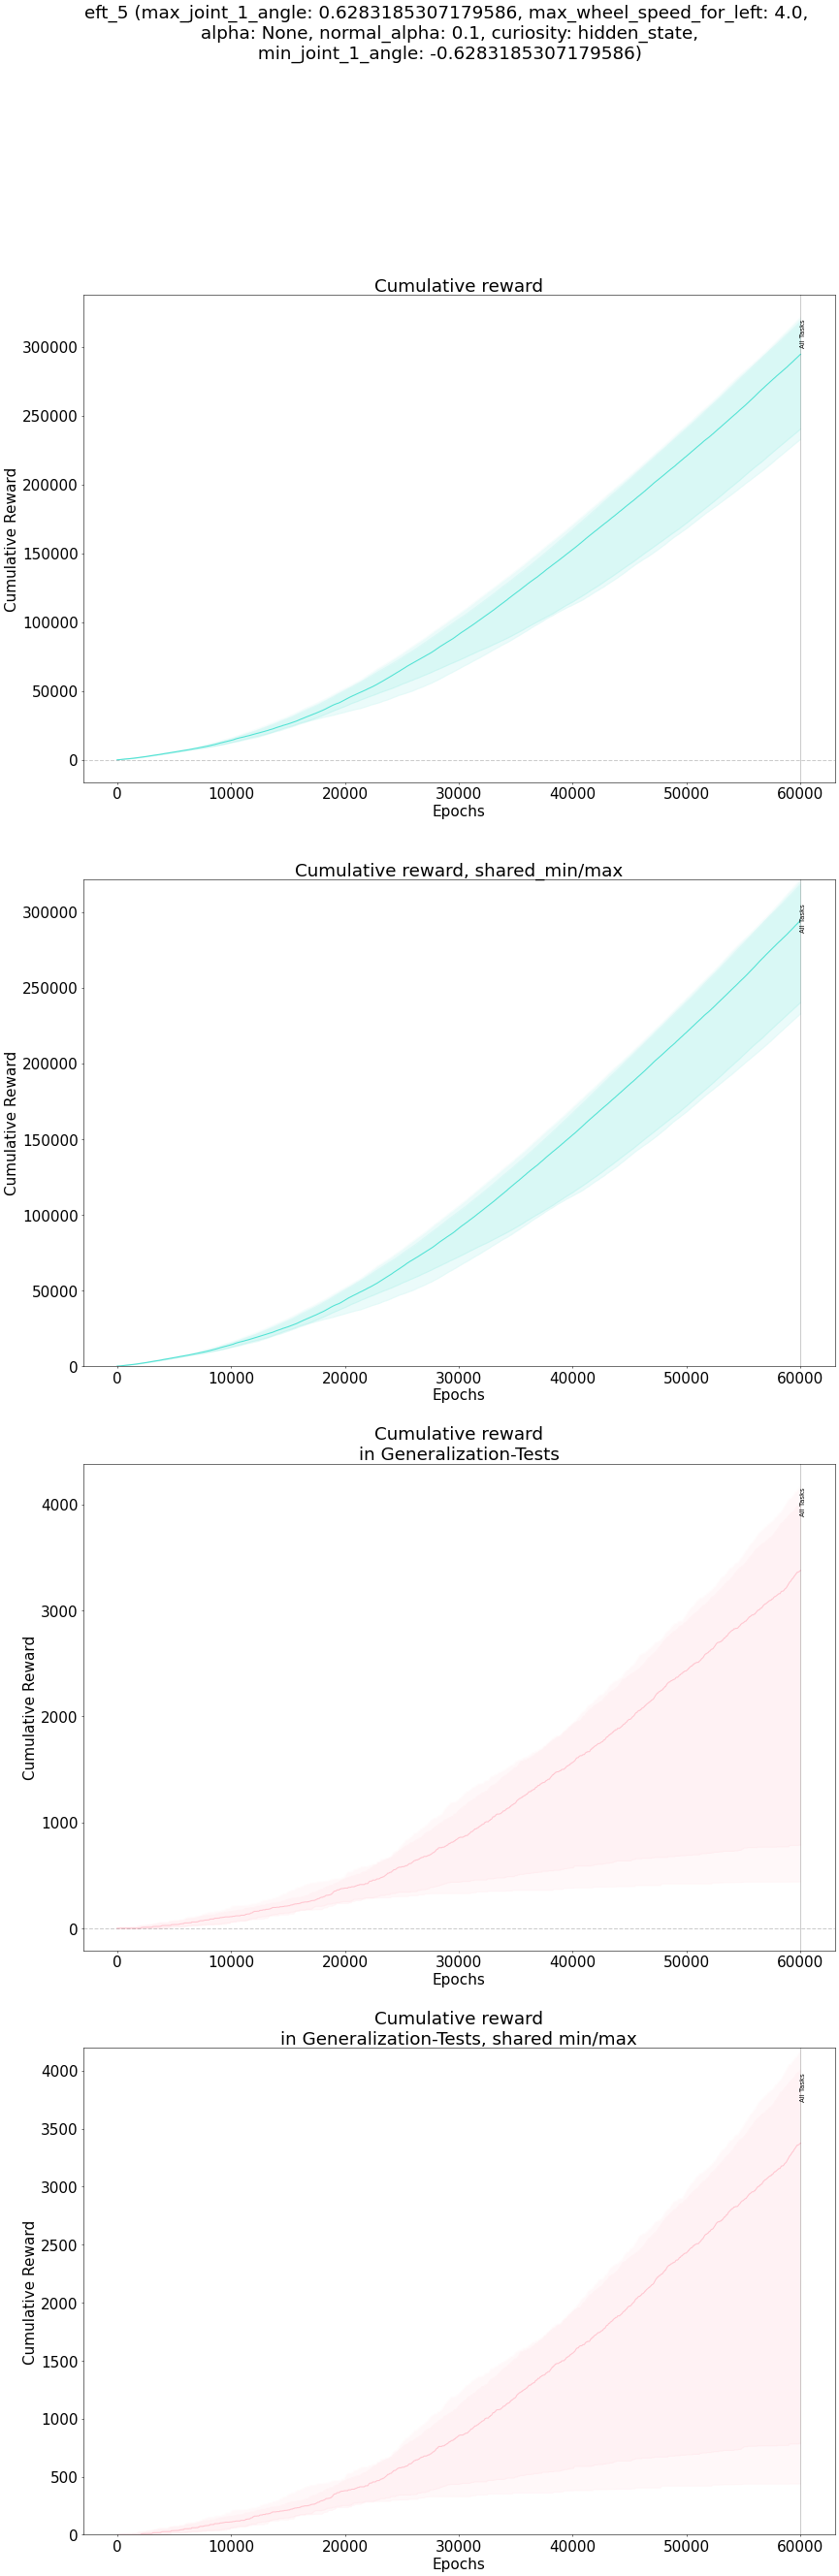 eft_5 (max_joint_1_angle: 0.6283185307179586, max_wheel_speed_for_left: 4.0,
alpha: None, normal_alpha: 0.1, curiosity: hidden_state,
min_joint_1_angle: -0.6283185307179586)
Cumulative reward
Cumulative Reward
300000
250000
200000
150000
100000
50000
0
All Tasks
0 10000 20000 30000 40000 50000 60000
Epochs
Cumulative reward, shared_min/max
Cumulative Reward
300000
250000
200000
150000
100000
50000
0
All Tasks
0 10000 20000 30000 40000 50000 60000
Epochs
Cumulative reward
in Generalization-Tests
Cumulative Reward
4000
3000
2000
1000
0
All Tasks
0 10000 20000 30000 40000 50000 60000
Epochs
Cumulative reward
in Generalization-Tests, shared min/max
Cumulative Reward
4000
3500
3000
2500
2000
1500
1000
500
0
All Tasks
0 10000 20000 30000 40000 50000 60000
Epochs